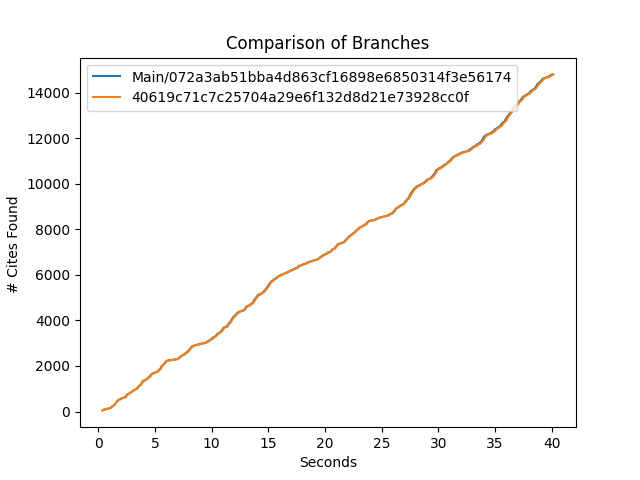 Comparison of Branches
Main/072a3ab51bba4d863cf16898e6850314f3e56174
40619c71c7c25704a29e6f132d8d21e73928cc0f
# Cites Found
14000
12000
10000
8000
6000
4000
2000
0
0 5 10 15 20 25 30 35 40
Seconds